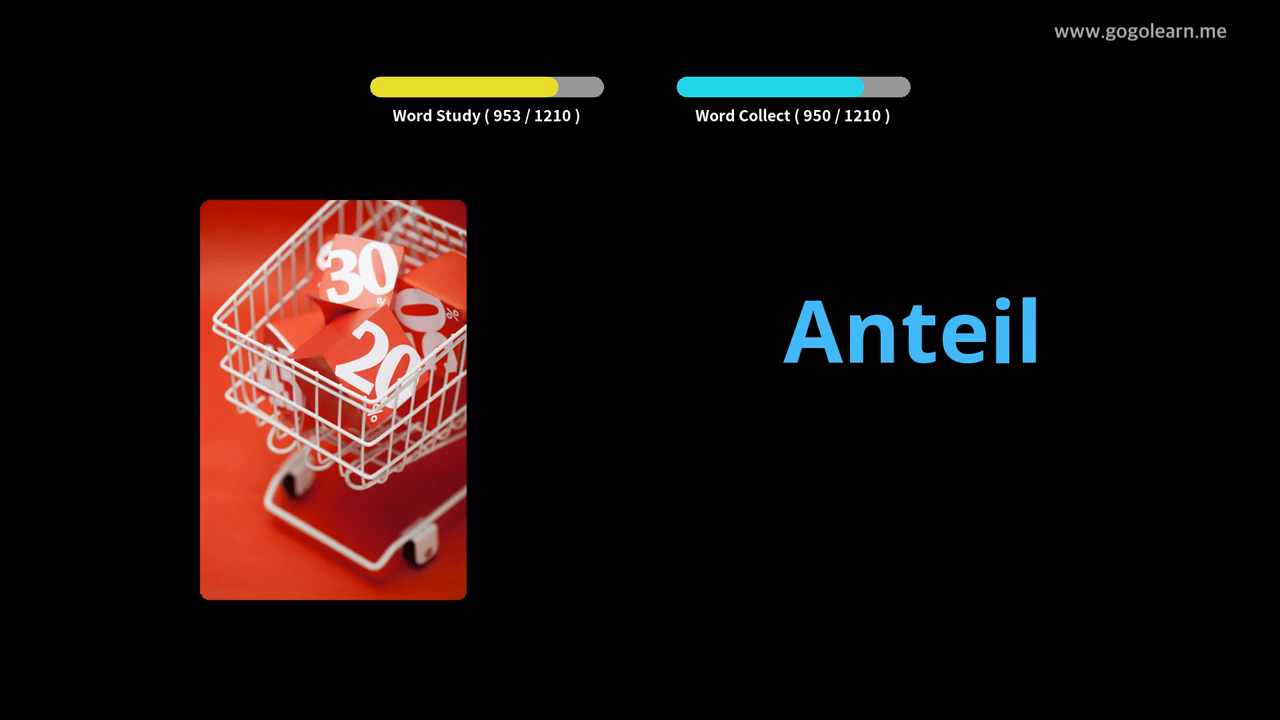 www.gogolearn.me
Word Study ( 953 / 1210 )
Word Collect ( 950 / 1210 )
30
%
20
%
Anteil